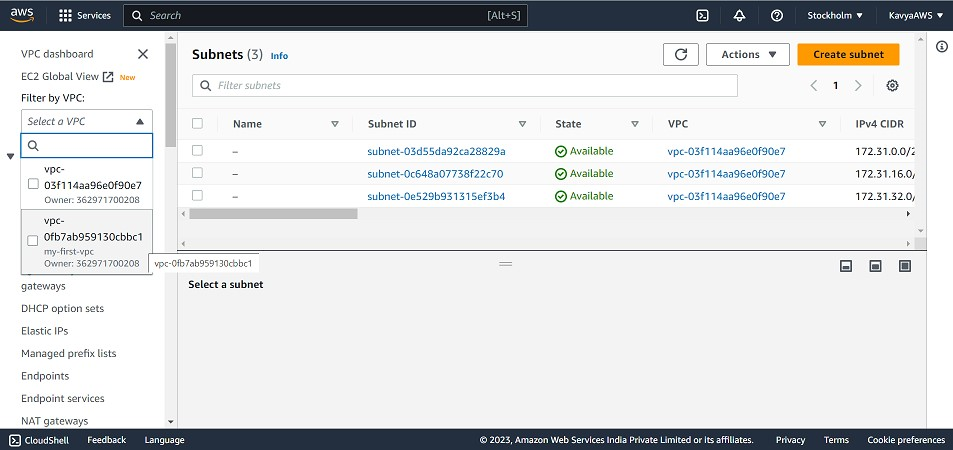 aws Services Search [Alt+S] Stockholm KavyaAWS
VPC dashboard
EC2 Global View New
Filter by VPC:
Select a VPC
vpc-
03f114aa96e0f90e7
Owner: 362971700208
vpc-
0fb7ab959130cbbc1
my-first-vpc
Owner: 362971700208
vpc-0fb7ab959130cbbc1
gateways
DHCP option sets
Elastic IPs
Managed prefix lists
Endpoints
Endpoint services
NAT gateways
Subnets (3) Info Actions Create subnet
Filter subnets 1
Name Subnet ID State VPC IPv4 CIDR
– subnet-03d55da92ca28829a Available vpc-03f114aa96e0f90e7 172.31.0.0/2
– subnet-0c648a07738f22c70 Available vpc-03f114aa96e0f90e7 172.31.16.0/
– subnet-0e529b931315ef3b4 Available vpc-03f114aa96e0f90e7 172.31.32.0/
Select a subnet
CloudShell Feedback Language © 2023, Amazon Web Services India Private Limited or its affiliates. Privacy Terms Cookie preferences